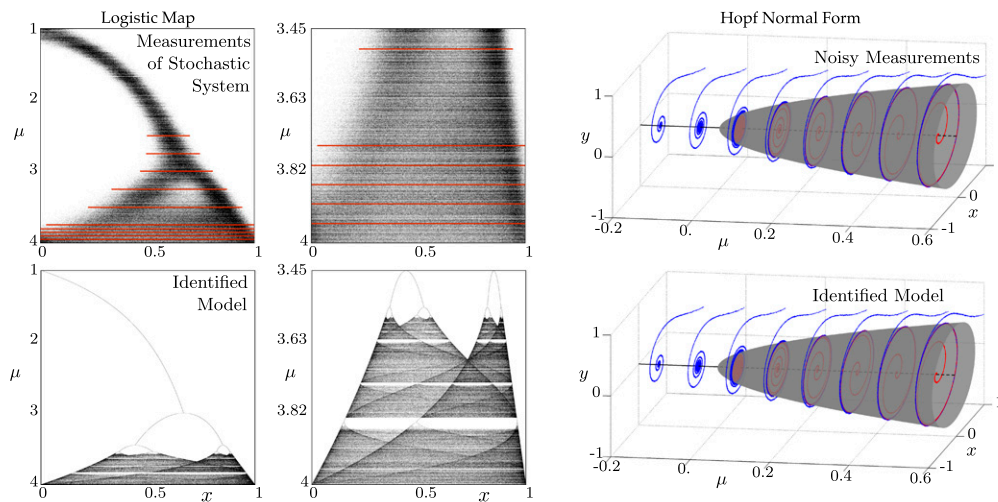 Logistic Map
1
Measurements
of Stochastic
System
2
μ
3
4
0
0.5
1
3.45
3.63
μ
3.82
4
0
0.5
1
Hopf Normal Form
Noisy Measurements
1
y
0
-1
-0.2
0.
μ
0.2
0.4
0.6
-1
x
0
1
Identified
Model
2
μ
3
4
0
0.5
x
1
3.45
3.63
μ
3.82
4
0
0.5
x
1
Identified Model
1
y
0
-1
-0.2
0.
μ
0.2
0.4
0.6
-1
x
0